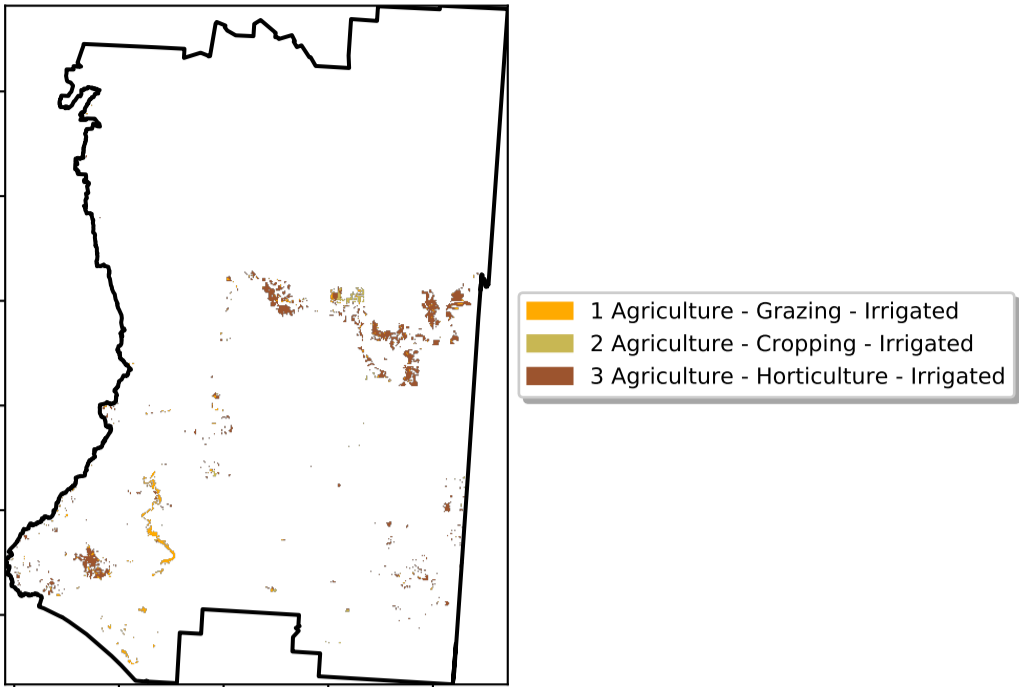 1 Agriculture - Grazing - Irrigated
2 Agriculture - Cropping - Irrigated
3 Agriculture - Horticulture - Irrigated